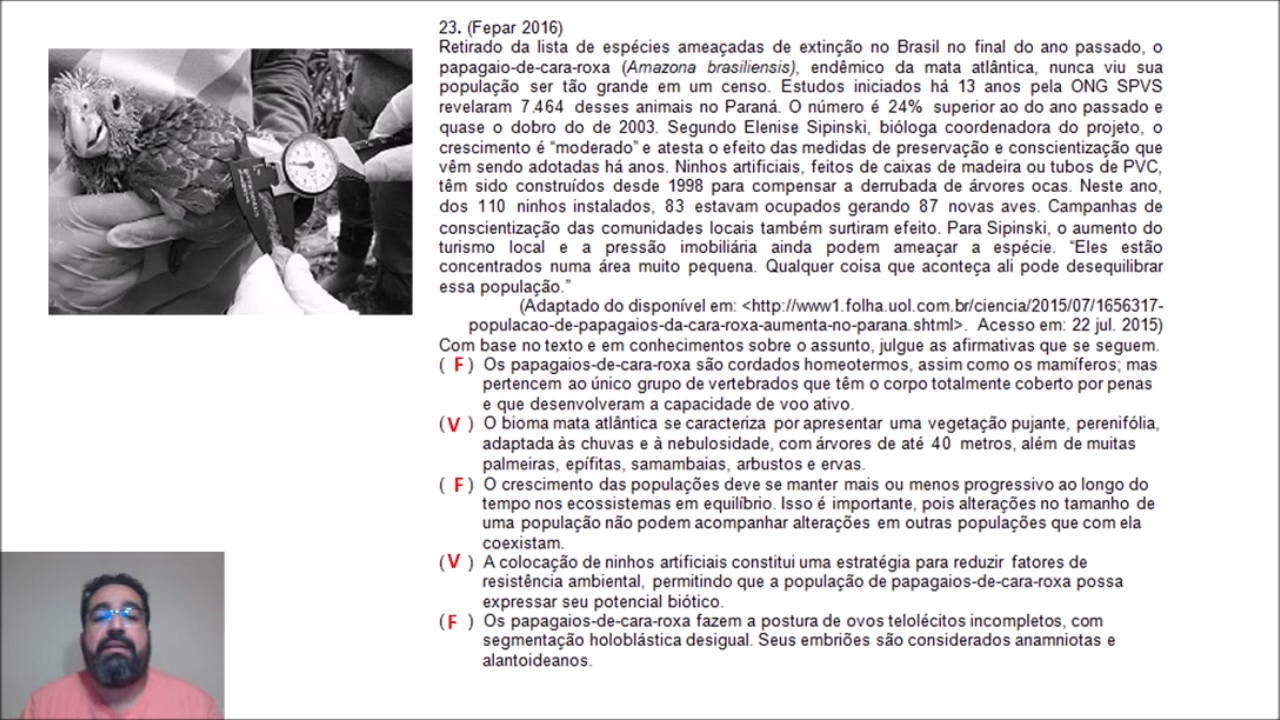 23. (Fepar 2016)
Retirado da lista de espécies ameaçadas de extinção no Brasil no final do ano passado, o
papagaio-de-cara-roxa (Amazona brasiliensis), endêmico da mata atlântica, nunca viu sua
população ser tão grande em um censo. Estudos iniciados há 13 anos pela ONG SPVS
revelaram 7.464 desses animais no Paraná. O número é 24% superior ao do ano passado e
quase o dobro do de 2003. Segundo Elenise Sipinski, bióloga coordenadora do projeto, o
crescimento é “moderado” e atesta o efeito das medidas de preservação e conscientização que
vêm sendo adotadas há anos. Ninhos artificiais, feitos de caixas de madeira ou tubos de PVC,
têm sido construídos desde 1998 para compensar a derrubada de árvores ocas. Neste ano,
dos 110 ninhos instalados, 83 estavam ocupados gerando 87 novas aves. Campanhas de
conscientização das comunidades locais também surtiram efeito. Para Sipinski, o aumento do
turismo local e a pressão imobiliária ainda podem ameaçar a espécie. “Eles estão
concentrados numa área muito pequena. Qualquer coisa que aconteça ali pode desequilibrar
essa população.”
(Adaptado do disponível em: <http://www1.folha.uol.com.br/ciencia/2015/07/1656317-
populacao-de-papagaios-da-cara-roxa-aumenta-no-parana.shtml>. Acesso em: 22 jul. 2015)
Com base no texto e em conhecimentos sobre o assunto, julgue as afirmativas que se seguem.
( F ) Os papagaios-de-cara-roxa são cordados homeotermos, assim como os mamíferos; mas
pertencem ao único grupo de vertebrados que têm o corpo totalmente coberto por penas
e que desenvolveram a capacidade de voo ativo.
( V ) O bioma mata atlântica se caracteriza por apresentar uma vegetação pujante, perenifólia,
adaptada às chuvas e à nebulosidade, com árvores de até 40 metros, além de muitas
palmeiras, epífitas, samambaias, arbustos e ervas.
( F ) O crescimento das populações deve se manter mais ou menos progressivo ao longo do
tempo nos ecossistemas em equilíbrio. Isso é importante, pois alterações no tamanho de
uma população não podem acompanhar alterações em outras populações que com ela
coexistam.
( V ) A colocação de ninhos artificiais constitui uma estratégia para reduzir fatores de
resistência ambiental, permitindo que a população de papagaios-de-cara-roxa possa
expressar seu potencial biótico.
( F ) Os papagaios-de-cara-roxa fazem a postura de ovos telolécitos incompletos, com
segmentação holoblástica desigual. Seus embriões são considerados anamniotas e
alantoideanos.